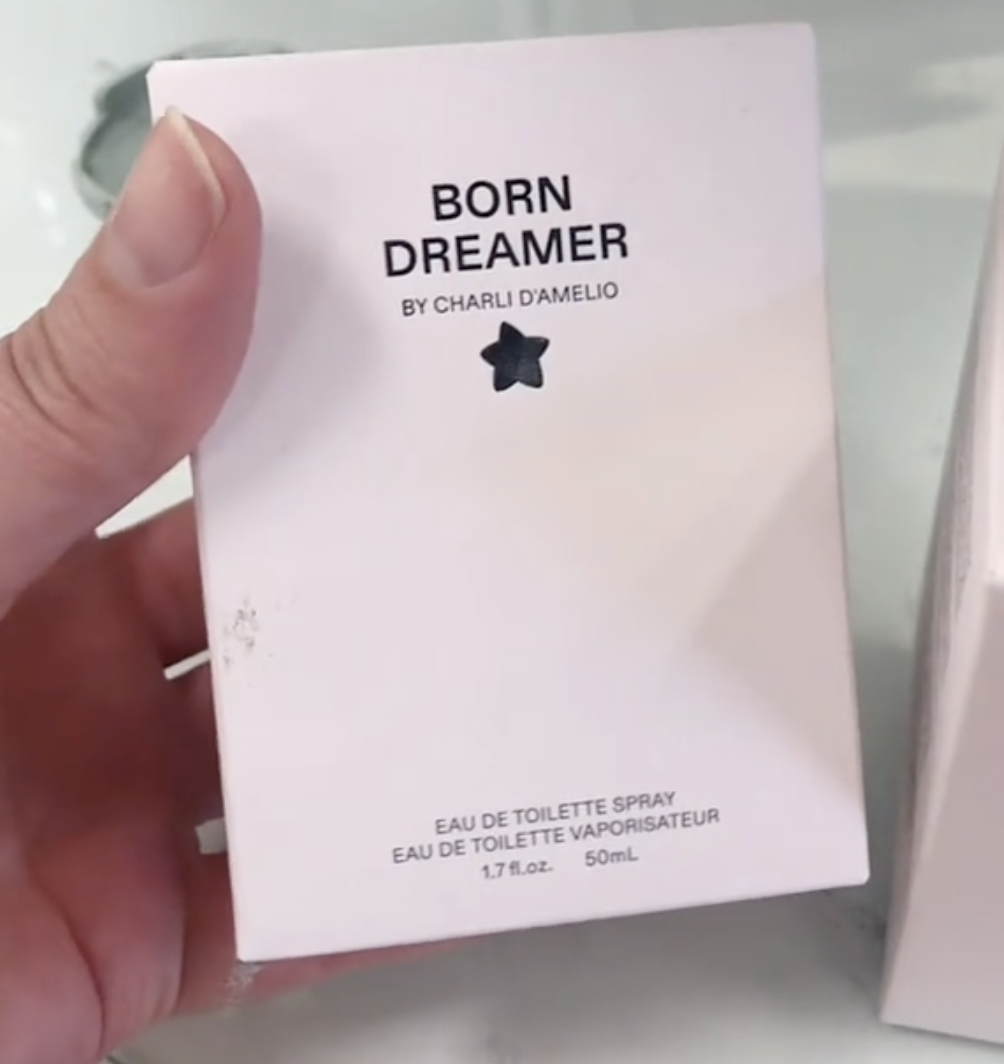 BORN
DREAMER
BY CHARLI D'AMELIO
EAU DE TOILETTE SPRAY
EAU DE TOILETTE VAPORISATEUR
1.7 fl.oz. 50mL